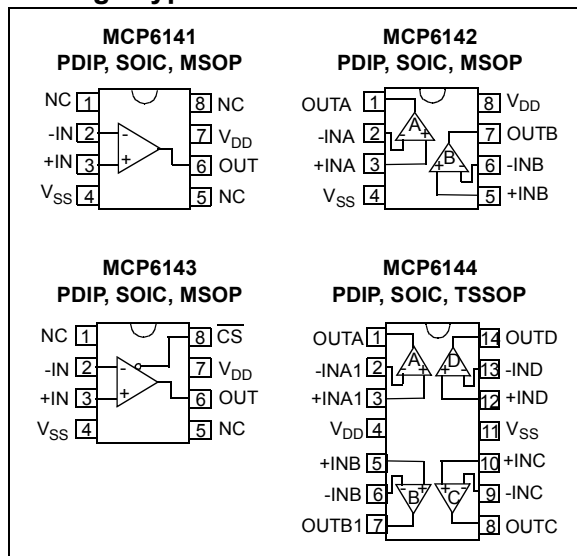 MCP6141
PDIP, SOIC, MSOP
NC 1
8 NC
-IN 2
7 VDD
+IN 3
6 OUT
VSS 4
5 NC
- +
MCP6142
PDIP, SOIC, MSOP
OUTA 1
8 VDD
-INA 2
7 OUTB
+INA 3
6 -INB
VSS 4
5 +INB
A
- +
B
+ -
MCP6143
PDIP, SOIC, MSOP
NC 1
8 CS
-IN 2
7 VDD
+IN 3
6 OUT
VSS 4
5 NC
- +
MCP6144
PDIP, SOIC, TSSOP
OUTA 1
14 OUTD
-INA1 2
13 -IND
+INA1 3
12 +IND
VDD 4
11 VSS
+INB 5
10 +INC
-INB 6
9 -INC
OUTB1 7
8 OUTC
A
- +
D
+ -
- +
B
+ -
C